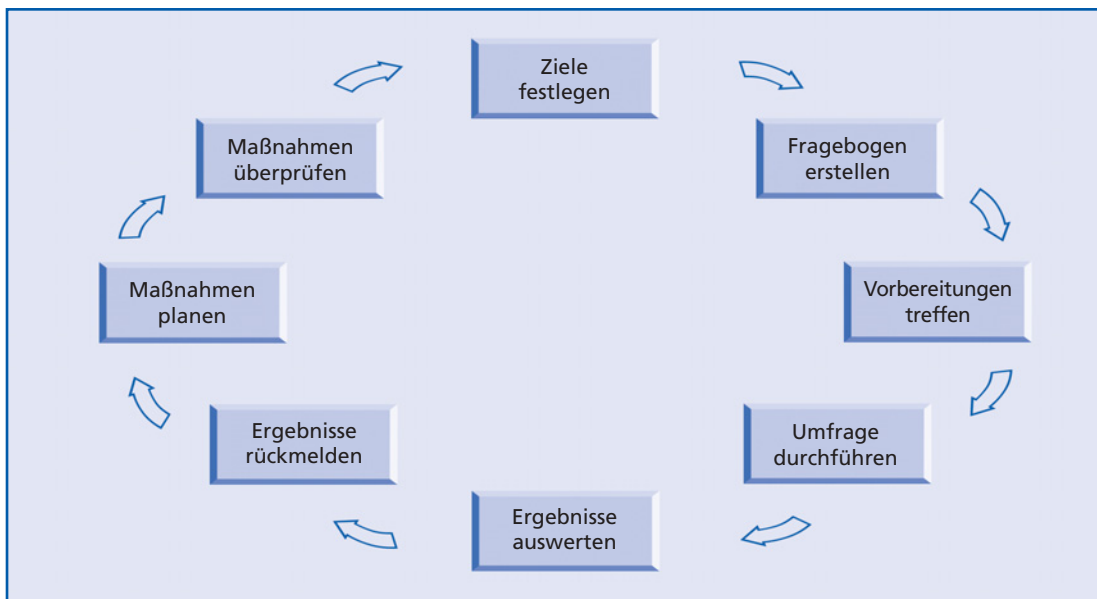 Ziele
festlegen
Fragebogen
erstellen
Vorbereitungen
treffen
Umfrage
durchführen
Ergebnisse
auswerten
Ergebnisse
rückmelden
Maßnahmen
planen
Maßnahmen
überprüfen